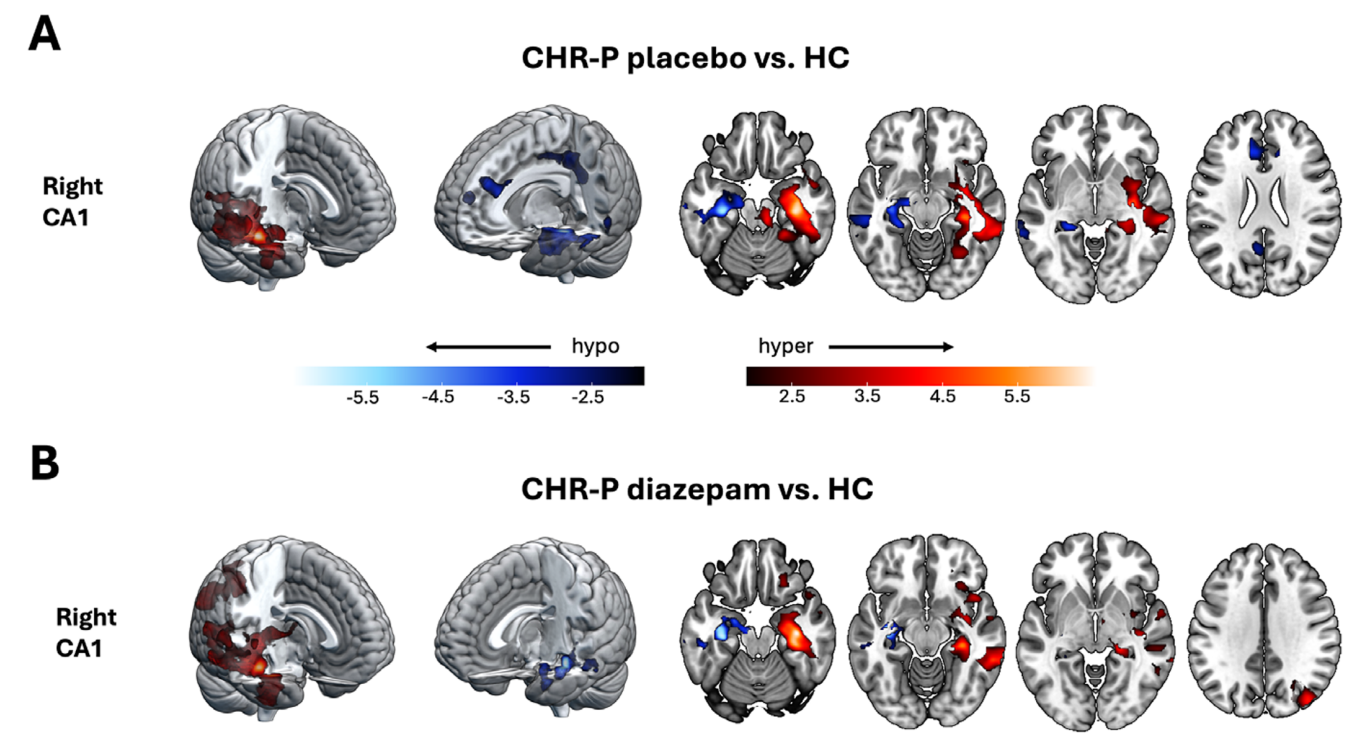 A
CHR-P placebo vs. HC
Right
CA1
hypo
hyper
-5.5 -4.5 -3.5 -2.5
2.5 3.5 4.5 5.5
B
CHR-P diazepam vs. HC
Right
CA1